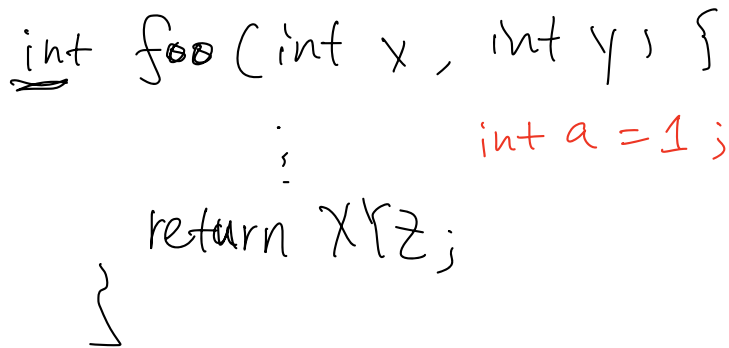 int foo (int x, int y) {
int a = 1;
⋮
return XYZ;
}